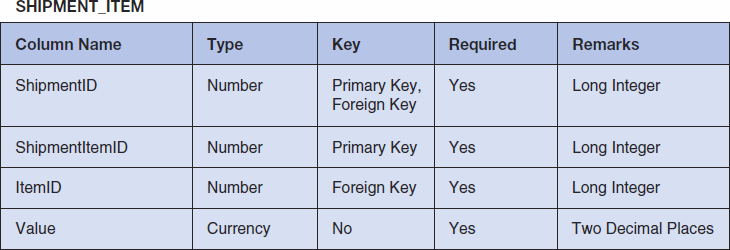 SHIPMENT_ITEM
Column Name Type Key Required Remarks
ShipmentID Number Primary Key, Foreign Key Yes Long Integer
ShipmentItemID Number Primary Key Yes Long Integer
ItemID Number Foreign Key Yes Long Integer
Value Currency No Yes Two Decimal Places